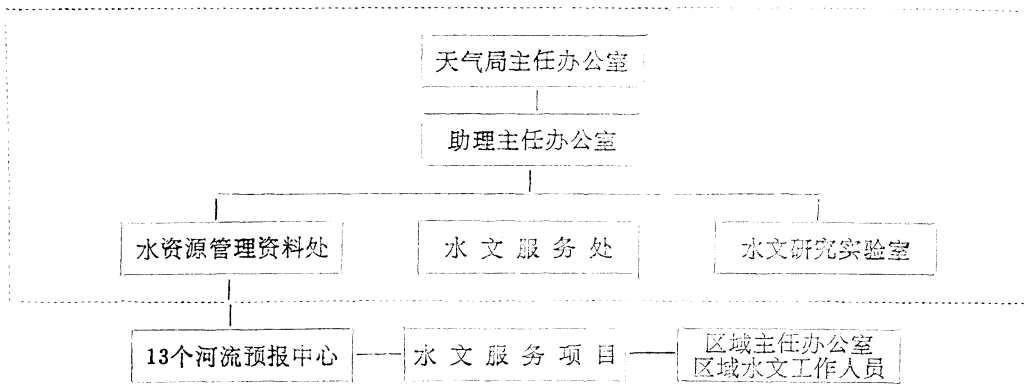 天气局主任办公室
助理主任办公室
水资源管理资料处
水文服务处
水文研究实验室
13个河流预报中心
水文服务项目
区域主任办公室
区域水文工作人员